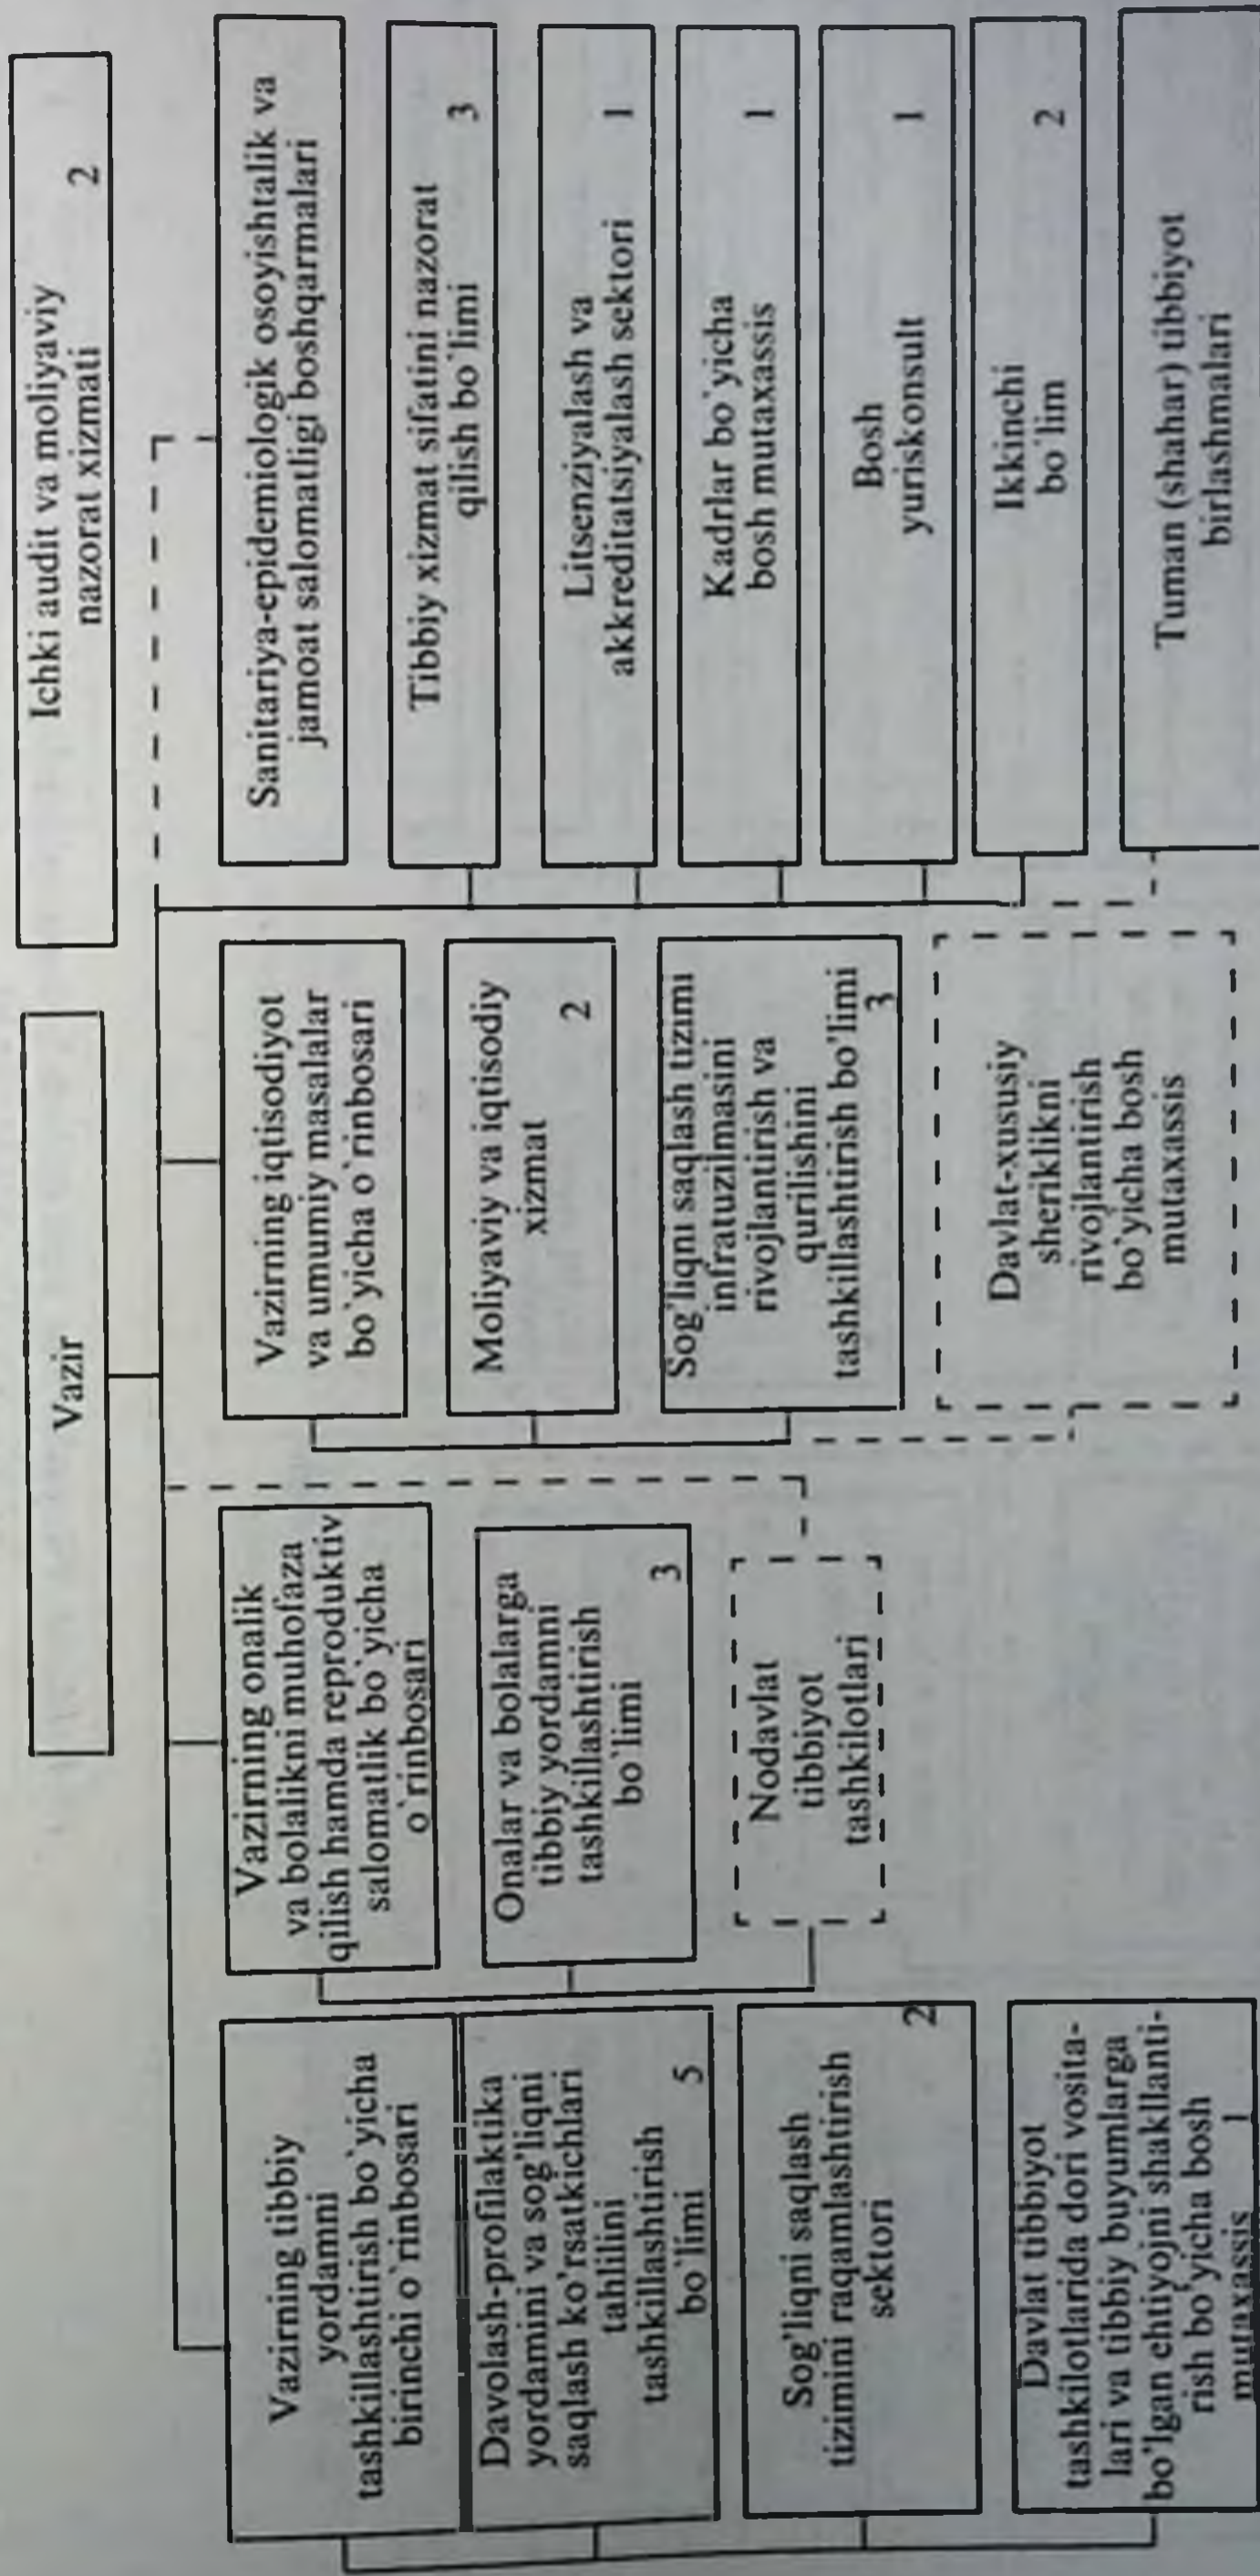 Vazir
Ichki audit va moliyaviy
nazorat xizmati
2
Vazirning tibbiy
yordamni
tashkillashtirish bo`yicha
birinchi o`rinbosari
Davolash-profilaktika
yordamini va sog'liqni
saqlash ko'rsatkichlari
tahlilini
tashkillashtirish
bo`limi
5
Sog'liqni saqlash
tizimini raqamlashtirish
sektori
2
Davlat tibbiyot
tashkilotlarida dori vosita-
lari va tibbiy buyumlarga
bo'lgan ehtiyojni shakllanti-
rish bo'yicha bosh
mutaxassis
1
Vazirning onalik
va bolalikni muhofaza
qilish hamda reproduktiv
salomatlik bo`yicha
o`rinbosari
Onalar va bolalarga
tibbiy yordamni
tashkillashtirish
bo`limi
3
Nodavlat
tibbiyot
tashkilotlari
Vazirning iqtisodiyot
va umumiy masalalar
bo`yicha o`rinbosari
Moliyaviy va iqtisodiy
xizmat
2
Sog'liqni saqlash tizimi
infratuzilmasini
rivojlantirish va
qurilishini
tashkillashtirish bo'limi
3
Davlat-xususiy
sheriklikni
rivojlantirish
bo`yicha bosh
mutaxassis
Sanitariya-epidemiologik osoyishtalik va
jamoat salomatligi boshqarmalari
Tibbiy xizmat sifatini nazorat
qilish bo`limi
3
Litsenziyalash va
akkreditatsiyalash sektori
1
Kadrlar bo`yicha
bosh mutaxassis
1
Bosh
yuriskonsult
1
Ikkinchi
bo`lim
2
Tuman (shahar) tibbiyot
birlashmalari